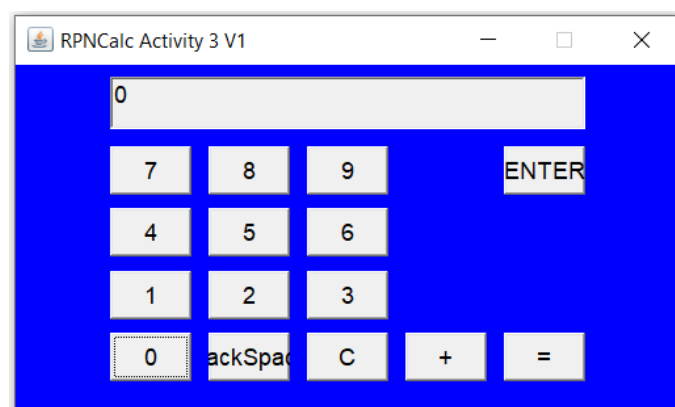 RPNCalc Activity 3 V1
0
7 8 9 ENTER
4 5 6
1 2 3
0 ackSpac C + =